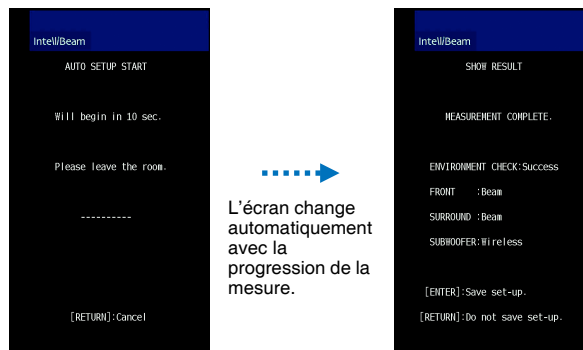 IntelliBeam
AUTO SETUP START
Will begin in 10 sec.
Please leave the room.
----------
[RETURN]:Cancel
L'écran change
automatiquement
avec la
progression de la
mesure.
IntelliBeam
SHOW RESULT
MEASUREMENT COMPLETE.
ENVIRONMENT CHECK:Success
FRONT :Beam
SURROUND :Beam
SUBWOOFER:Wireless
[ENTER]:Save set-up.
[RETURN]:Do not save set-up.